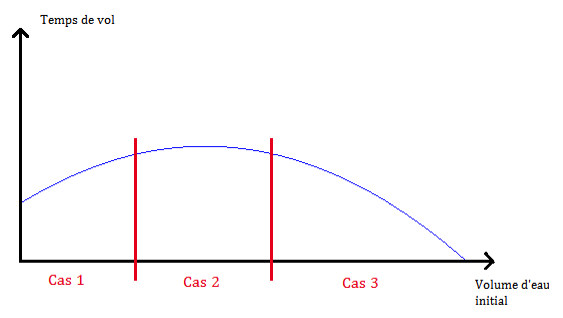 Temps de vol
Cas 1
Cas 2
Cas 3
Volume d'eau
initial